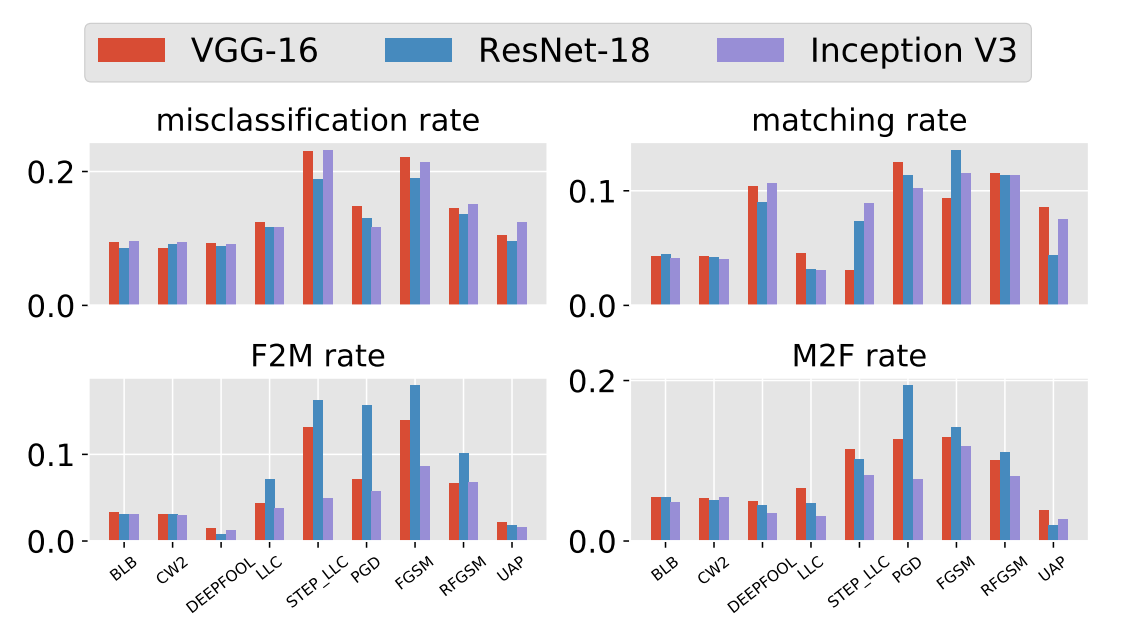 VGG-16 ResNet-18 Inception V3
misclassification rate matching rate
0.2
0.0
0.1
0.0
F2M rate M2F rate
0.1
0.0
0.2
0.0
BLB CW2 DEEPFOOL LLC STEP_LLC PGD FGSM RFGSM UAP
BLB CW2 DEEPFOOL LLC STEP_LLC PGD FGSM RFGSM UAP